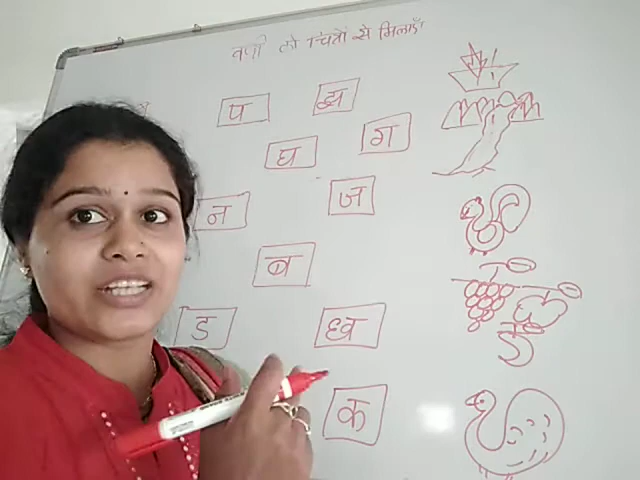 वर्णों को चित्रों से मिलाएँ
प
झ
ग
घ
न
ज
ब
ड
ध्व
क